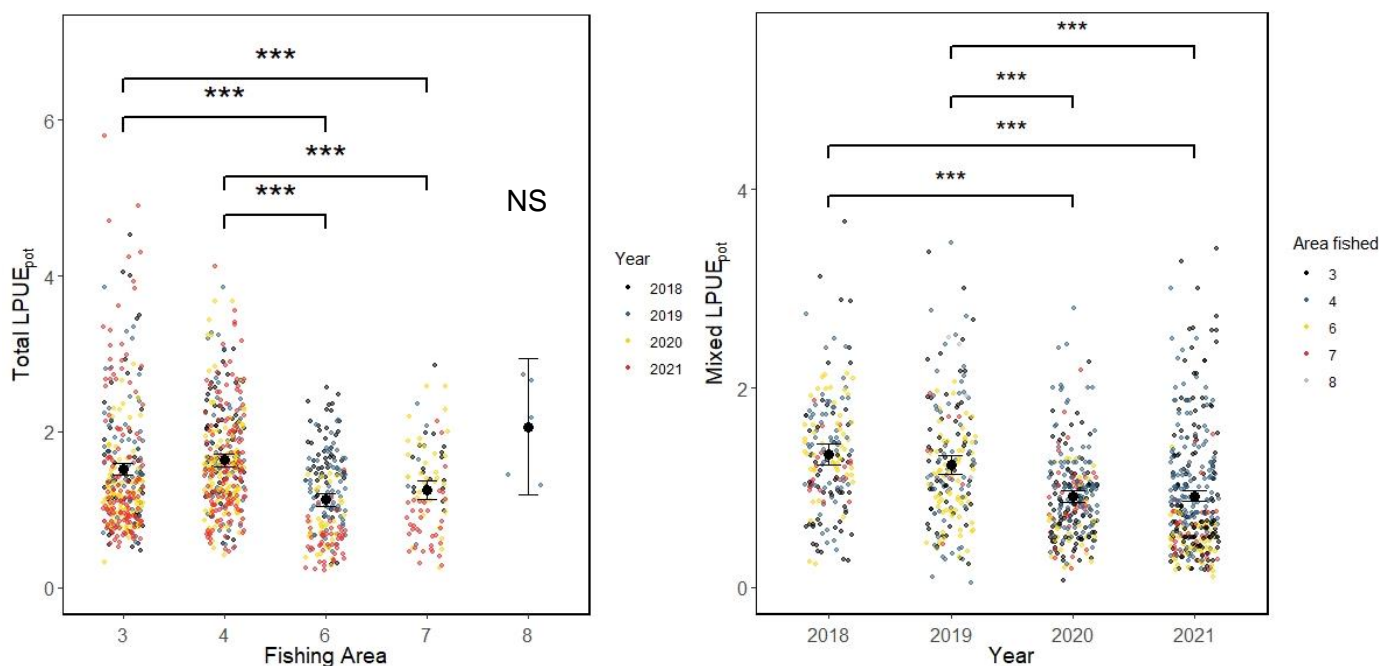 ***
***
***
***
NS
6
4
2
0
Total LPUEpot
3 4 6 7 8
Fishing Area
Year
2018
2019
2020
2021
***
***
***
***
4
2
0
Mixed LPUEpot
2018 2019 2020 2021
Year
Area fished
3
4
6
7
8